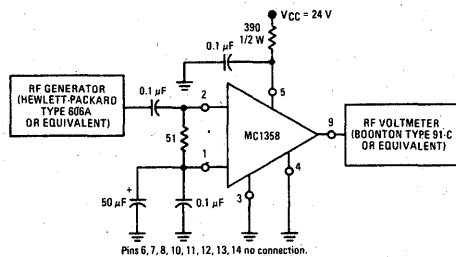 VCC = 24 V
390
1/2 W
0.1 µF
5
RF GENERATOR
(HEWLETT-PACKARD
TYPE 606A
OR EQUIVALENT)
0.1 µF
2
51
MC1358
9
RF VOLTMETER
(BOONTON TYPE 91-C
OR EQUIVALENT)
1
4
3
+
50 µF
0.1 µF
Pins 6, 7, 8, 10, 11, 12, 13, 14 no connection.